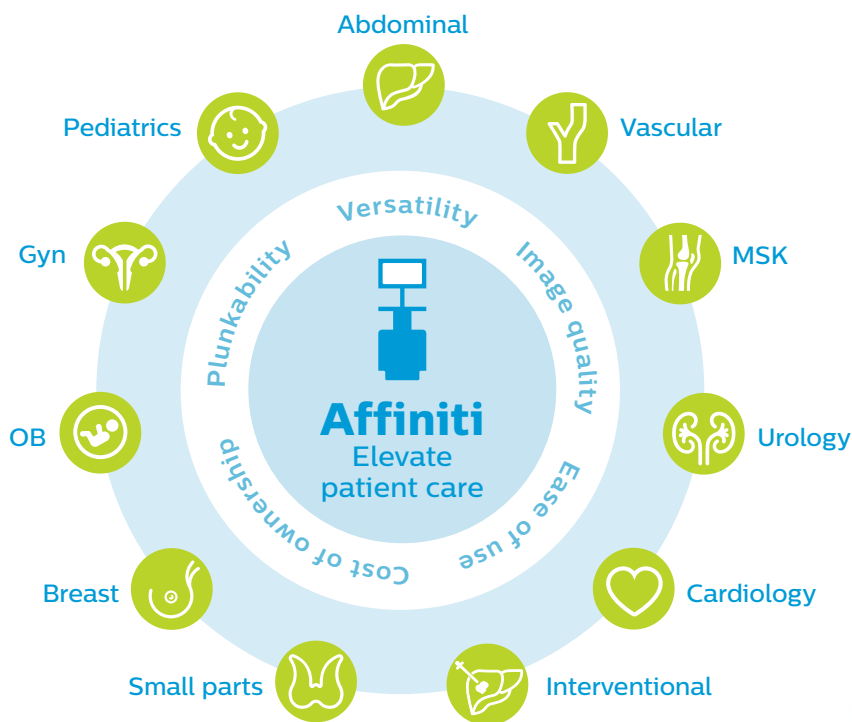 Abdominal
Pediatrics
Vascular
Versatility
Gyn
MSK
Plunkability
Image quality
Affiniti
Elevate
patient care
OB
Urology
Cost of ownership
Ease of use
Breast
Cardiology
Small parts
Interventional